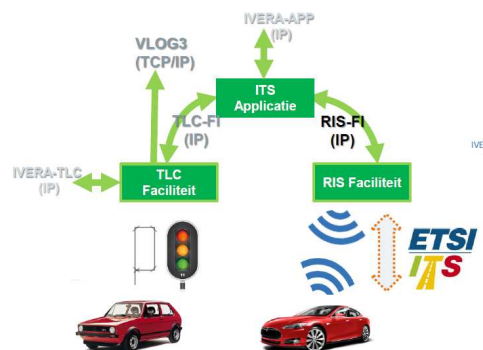 IVERA-APP
(IP)
VLOG3
(TCP/IP)
ITS
Applicatie
TLC-FI
(IP)
RIS-FI
(IP)
IVERA-TLC
(IP)
TLC
Faciliteit
RIS Faciliteit
IVE
ETSI
ITS